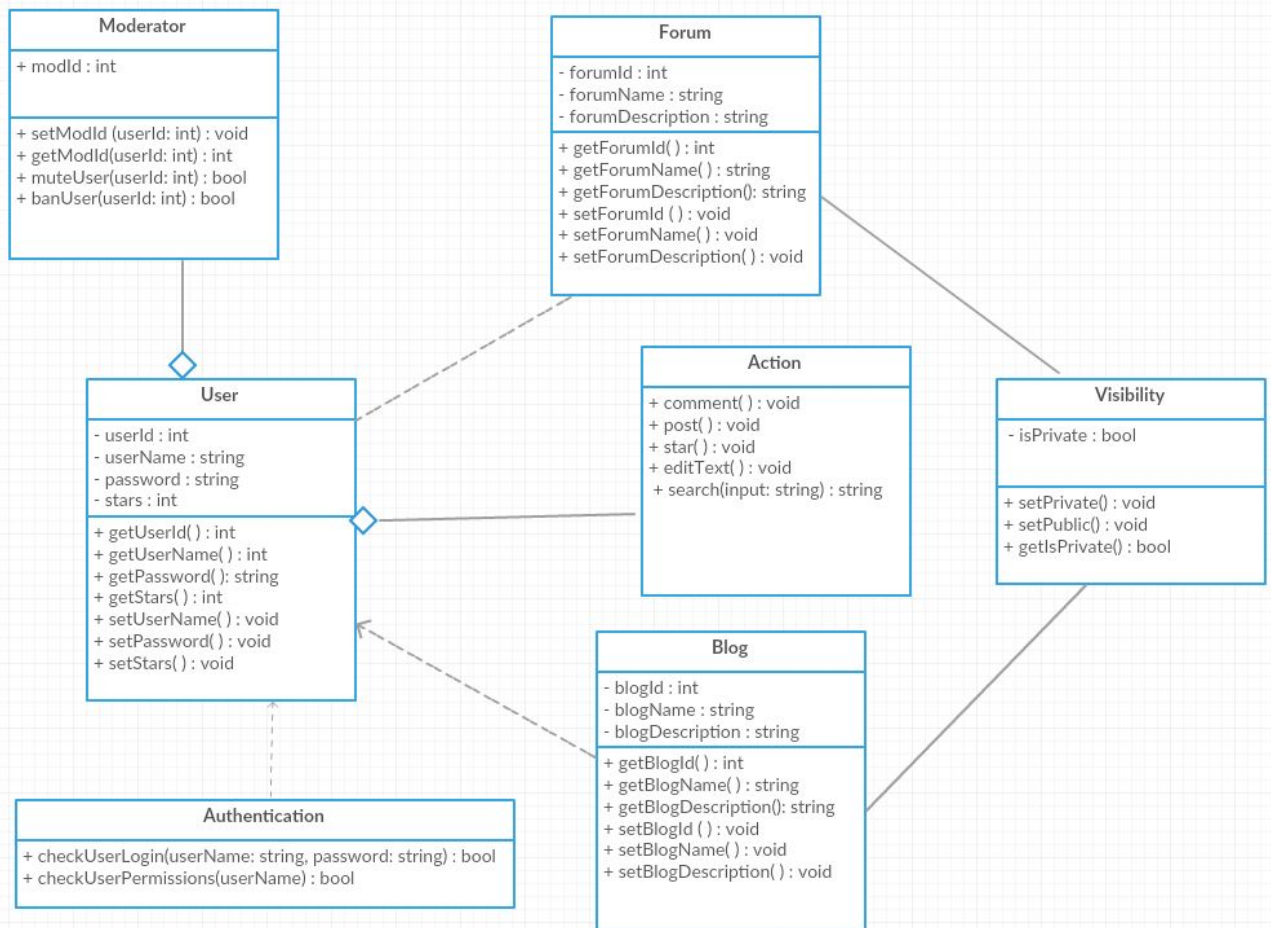 Moderator
+ modId : int
+ setModId (userId: int) : void
+ getModId(userId: int) : int
+ muteUser(userId: int) : bool
+ banUser(userId: int) : bool
Forum
- forumId : int
- forumName : string
- forumDescription : string
+ getForumId( ) : int
+ getForumName( ) : string
+ getForumDescription(): string
+ setForumId ( ) : void
+ setForumName( ) : void
+ setForumDescription( ) : void
User
- userId : int
- userName : string
- password : string
- stars : int
+ getUserId( ) : int
+ getUserName( ) : int
+ getPassword( ): string
+ getStars( ) : int
+ setUserName( ) : void
+ setPassword( ) : void
+ setStars( ) : void
Action
+ comment( ) : void
+ post( ) : void
+ star( ) : void
+ editText( ) : void
+ search(input: string) : string
Visibility
- isPrivate : bool
+ setPrivate() : void
+ setPublic() : void
+ getIsPrivate() : bool
Blog
- blogId : int
- blogName : string
- blogDescription : string
+ getBlogId( ) : int
+ getBlogName( ) : string
+ getBlogDescription(): string
+ setBlogId ( ) : void
+ setBlogName( ) : void
+ setBlogDescription( ) : void
Authentication
+ checkUserLogin(userName: string, password: string) : bool
+ checkUserPermissions(userName) : bool